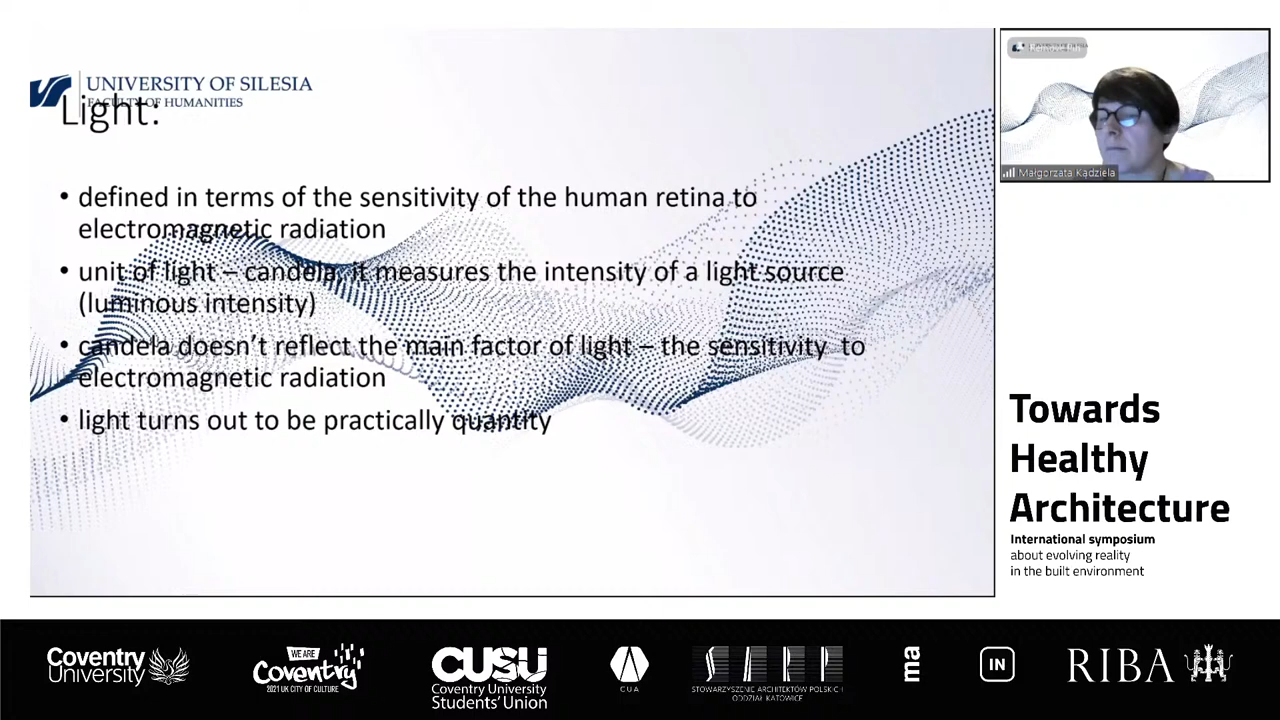 UNIVERSITY OF SILESIA
FACULTY OF HUMANITIES
Light:
• defined in terms of the sensitivity of the human retina to
electromagnetic radiation
• unit of light – candela, it measures the intensity of a light source
(luminous intensity)
• candela doesn't reflect the main factor of light – the sensitivity to
electromagnetic radiation
• light turns out to be practically quantity
Małgorzata Kądziela
Towards
Healthy
Architecture
International symposium
about evolving reality
in the built environment
Coventry
University
WE ARE
Coventry
2021 UK CITY OF CULTURE
CUSU
Coventry University
Students' Union
CUA
SARP
STOWARZYSZENIE ARCHITEKTÓW POLSKICH
ODDZIAŁ KATOWICE
ma
IN
RIBA